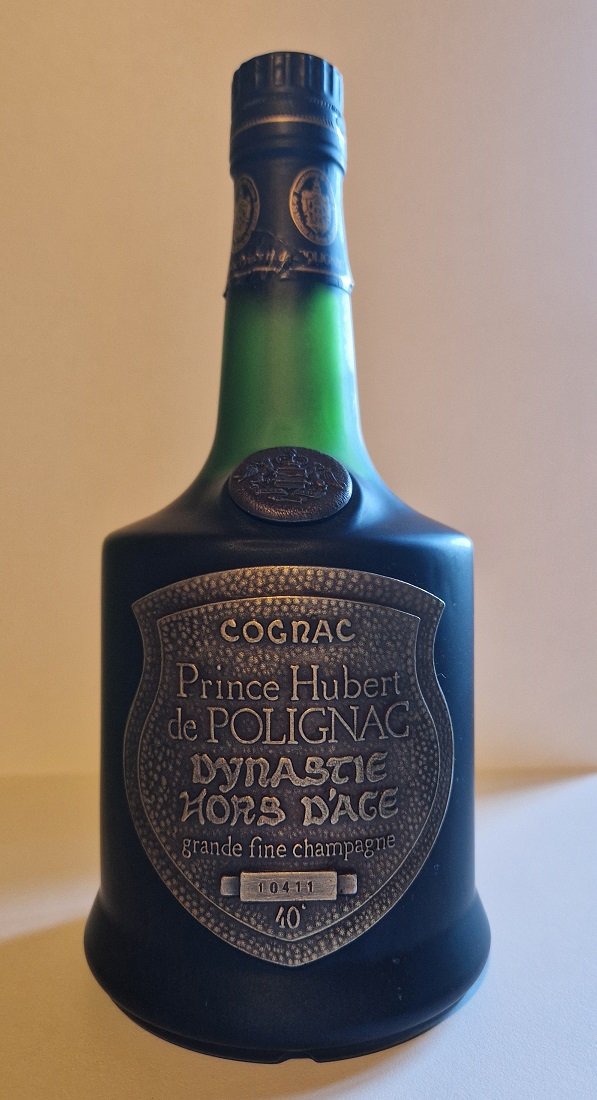 COGNAC
Prince Hubert
de POLIGNAC
DYNASTIE
HORS D'AGE
grande fine champagne
10411
40°